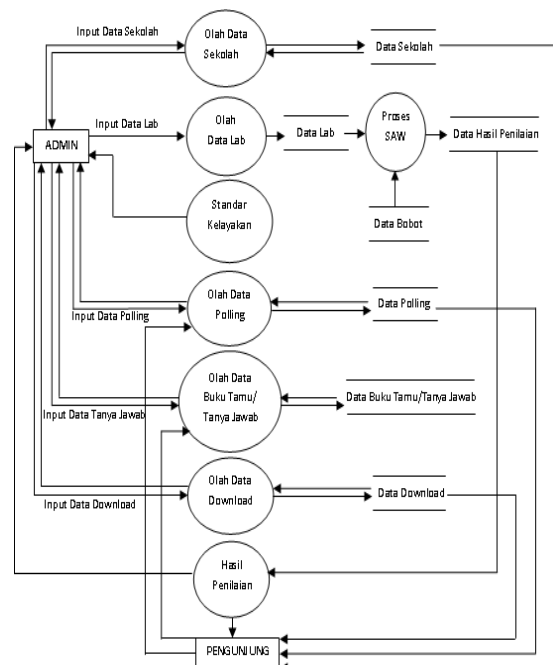 Input Data Sekolah
Olah Data
Sekolah
Data Sekolah
Input Data Lab
ADMIN
Olah
Data Lab
Data Lab
Proses
SAW
Data Hasil Penilaian
Standar
Kelayakan
Data Bobot
Olah Data
Polling
Data Polling
Input Data Polling
Olah Data
Buku Tamu/
Tanya Jawab
Data Buku Tamu/Tanya Jawab
Input Data Tanya Jawab
Olah Data
Download
Data Download
Input Data Download
Hasil
Penilaian
PENGUNJUNG